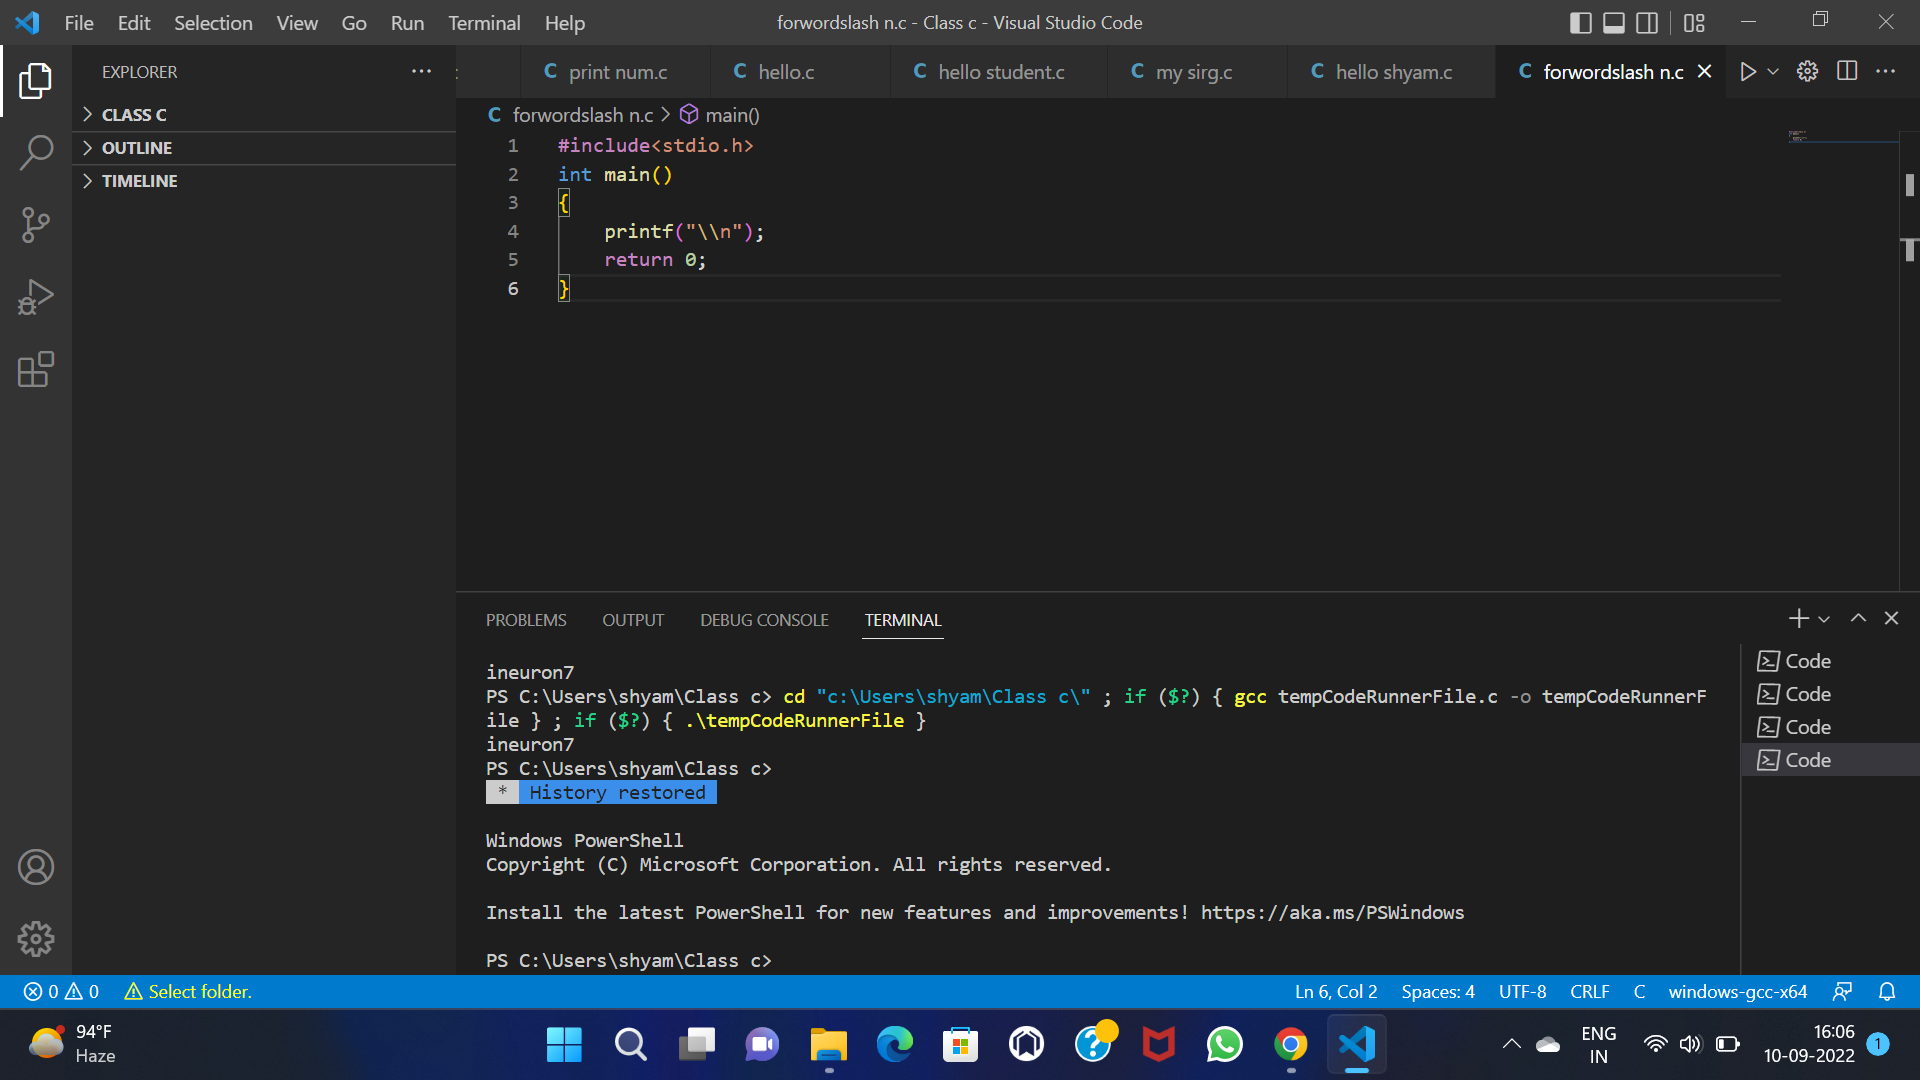 File Edit Selection View Go Run Terminal Help forwordslash n.c - Class c - Visual Studio Code
EXPLORER
C print num.c C hello.c C hello student.c C my sirg.c C hello shyam.c C forwordslash n.c
CLASS C
OUTLINE
TIMELINE
C forwordslash n.c > main()
1 #include<stdio.h>
2 int main()
3 {
4 printf("\\n");
5 return 0;
6 }
PROBLEMS OUTPUT DEBUG CONSOLE TERMINAL
ineuron7
PS C:\Users\shyam\Class c> cd "c:\Users\shyam\Class c\" ; if ($?) { gcc tempCodeRunnerFile.c -o tempCodeRunnerF
ile } ; if ($?) { .\tempCodeRunnerFile }
ineuron7
PS C:\Users\shyam\Class c>
* History restored
Windows PowerShell
Copyright (C) Microsoft Corporation. All rights reserved.
Install the latest PowerShell for new features and improvements! https://aka.ms/PSWindows
PS C:\Users\shyam\Class c>
Code
Code
Code
Code
0 0 Select folder. Ln 6, Col 2 Spaces: 4 UTF-8 CRLF C windows-gcc-x64
94°F
Haze
ENG
IN
16:06
10-09-2022
1